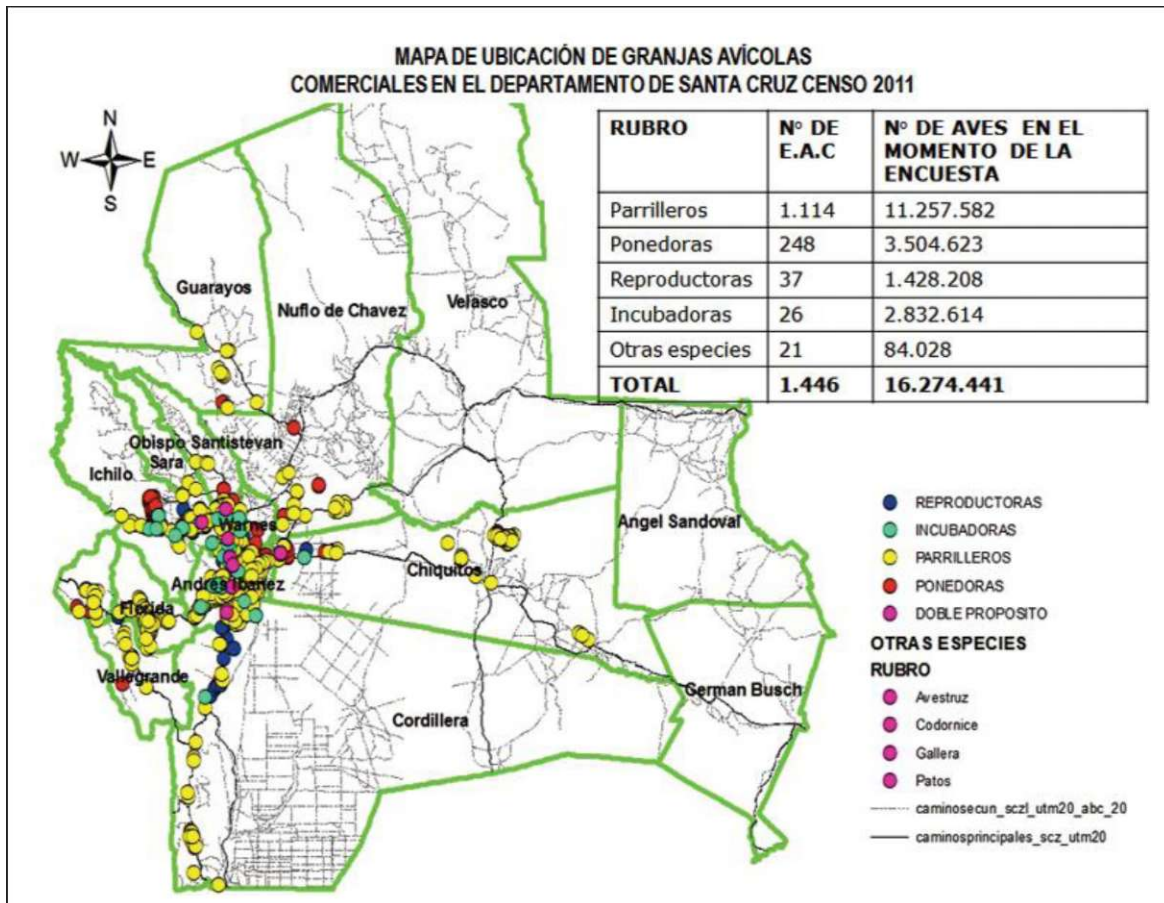 MAPA DE UBICACIÓN DE GRANJAS AVÍCOLAS
COMERCIALES EN EL DEPARTAMENTO DE SANTA CRUZ CENSO 2011
N
W E
S
RUBRO N° DE E.A.C N° DE AVES EN EL MOMENTO DE LA ENCUESTA
Parrilleros 1.114 11.257.582
Ponedoras 248 3.504.623
Reproductoras 37 1.428.208
Incubadoras 26 2.832.614
Otras especies 21 84.028
TOTAL 1.446 16.274.441
Guarayos
Nuflo de Chavez
Velasco
Obispo Santistevan
Sara
Ichilo
Warnes
Angel Sandoval
Chiquitos
Andrés Ibañez
Florida
Vallegrande
German Busch
Cordillera
REPRODUCTORAS
INCUBADORAS
PARRILLEROS
PONEDORAS
DOBLE PROPOSITO
OTRAS ESPECIES
RUBRO
Avestruz
Codornice
Gallera
Patos
caminosecun_sczl_utm20_abc_20
caminosprincipales_scz_utm20